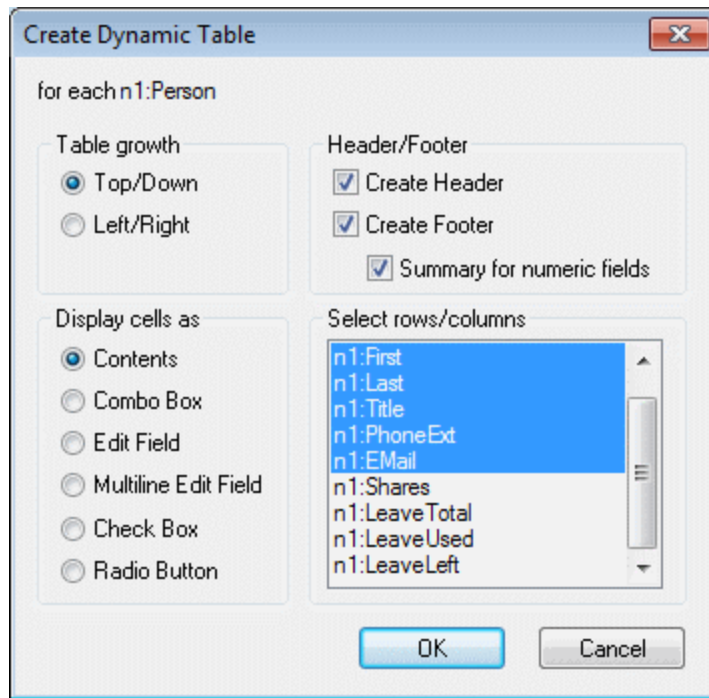 Create Dynamic Table
for each n1:Person
Table growth
Top/Down
Left/Right
Header/Footer
Create Header
Create Footer
Summary for numeric fields
Display cells as
Contents
Combo Box
Edit Field
Multiline Edit Field
Check Box
Radio Button
Select rows/columns
n1:First
n1:Last
n1:Title
n1:PhoneExt
n1:EMail
n1:Shares
n1:LeaveTotal
n1:LeaveUsed
n1:LeaveLeft
OK
Cancel